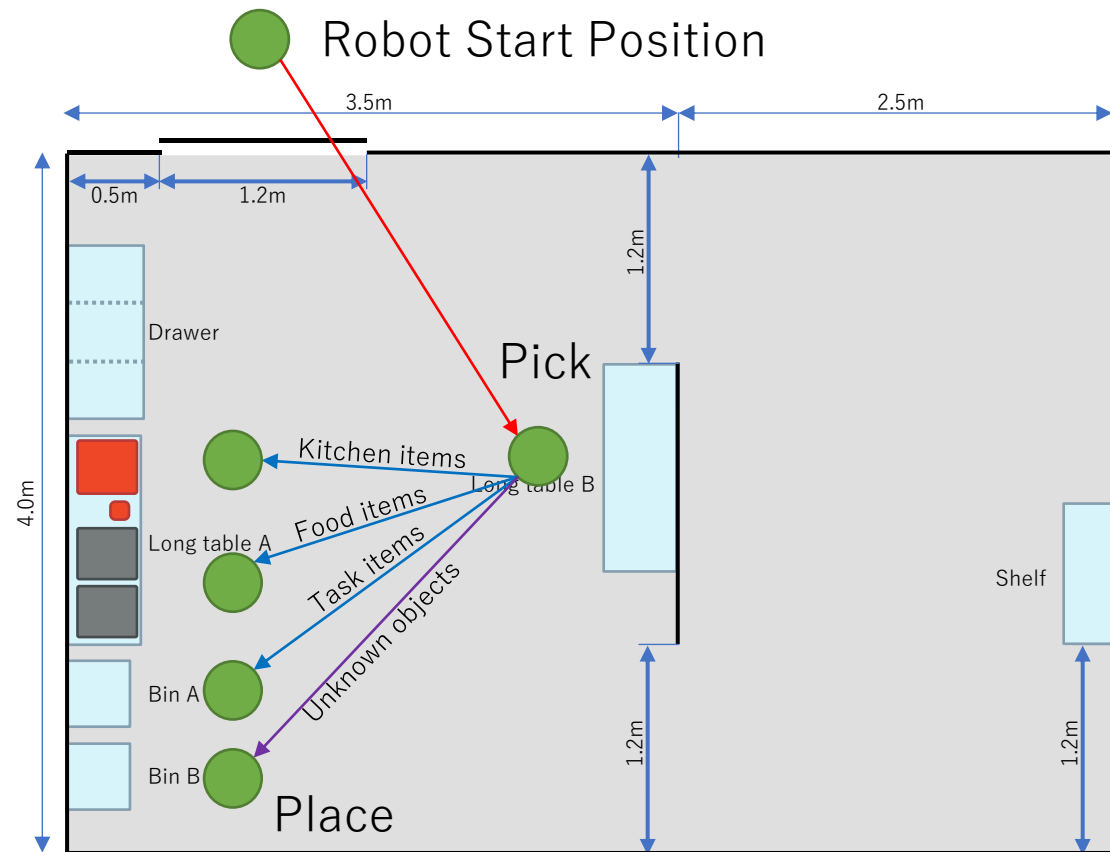 Robot Start Position
3.5m
2.5m
0.5m
1.2m
1.2m
Drawer
Pick
Kitchen items
Long table B
Food items
4.0m
Long table A
Task items
Shelf
Unknown objects
Bin A
1.2m
1.2m
Bin B
Place